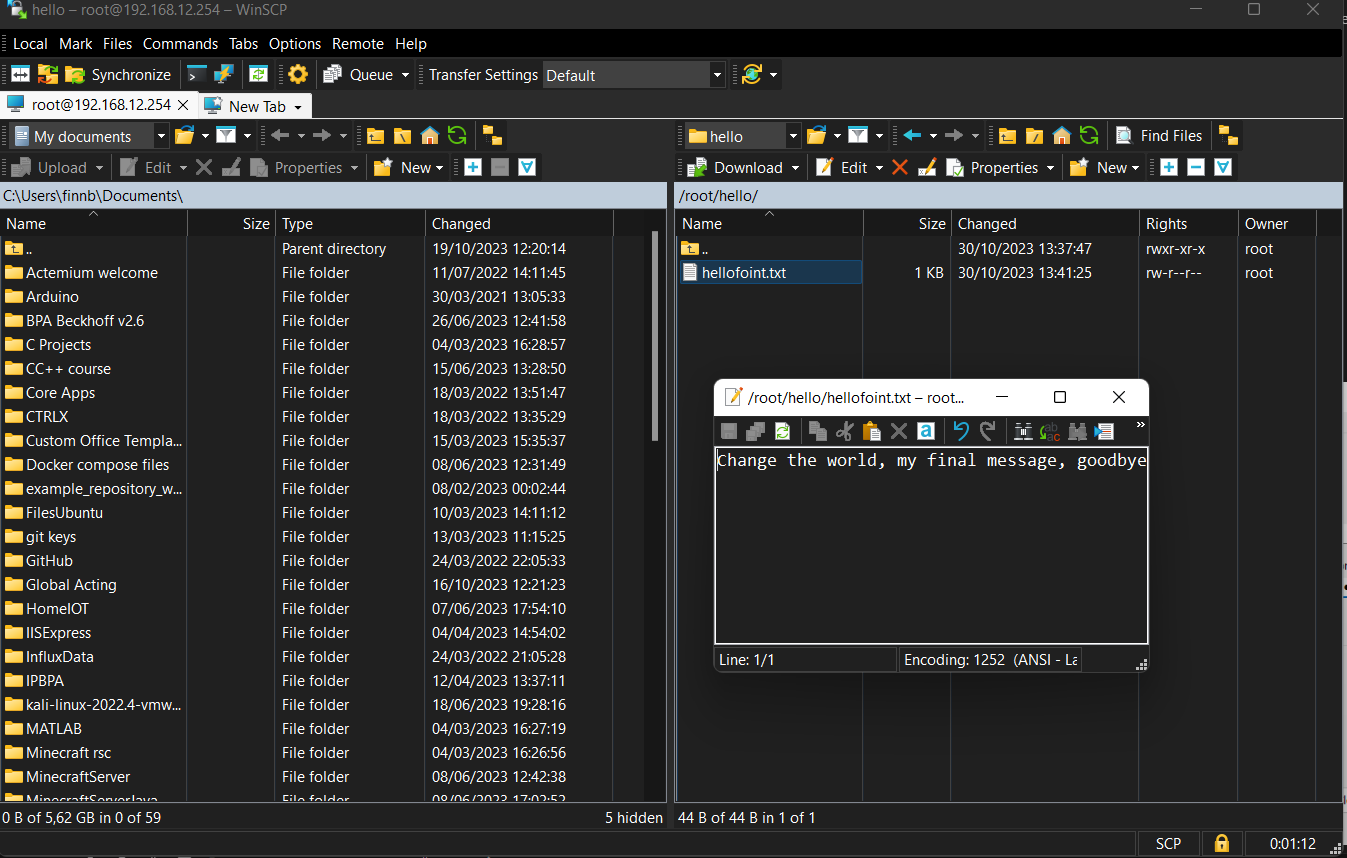 hello – root@192.168.12.254 – WinSCP
Local Mark Files Commands Tabs Options Remote Help
Synchronize Queue Transfer Settings Default
root@192.168.12.254 New Tab
My documents
Upload Edit Properties New
C:\Users\finnb\Documents\
Name Size Type Changed
.. Parent directory 19/10/2023 12:20:14
Actemium welcome File folder 11/07/2022 14:11:45
Arduino File folder 30/03/2021 13:05:33
BPA Beckhoff v2.6 File folder 26/06/2023 12:41:58
C Projects File folder 04/03/2023 16:28:57
CC++ course File folder 15/06/2023 13:28:50
Core Apps File folder 18/03/2022 13:51:47
CTRLX File folder 18/03/2022 13:35:29
Custom Office Templa... File folder 15/03/2023 15:35:37
Docker compose files File folder 08/06/2023 12:31:49
example_repository_w... File folder 08/02/2023 00:02:44
FilesUbuntu File folder 10/03/2023 14:11:12
git keys File folder 13/03/2023 11:15:25
GitHub File folder 24/03/2022 22:05:33
Global Acting File folder 16/10/2023 12:21:23
HomeIOT File folder 07/06/2023 17:54:10
IISExpress File folder 04/04/2023 14:54:02
InfluxData File folder 24/03/2022 21:05:28
IPBPA File folder 12/04/2023 13:37:11
kali-linux-2022.4-vmw... File folder 18/06/2023 19:28:16
MATLAB File folder 04/03/2023 16:27:19
Minecraft rsc File folder 04/03/2023 16:26:56
MinecraftServer File folder 08/06/2023 12:42:38
MinecraftServerJava File folder 08/06/2023 17:02:52
0 B of 5,62 GB in 0 of 59 5 hidden
hello Find Files
Download Edit Properties New
/root/hello/
Name Size Changed Rights Owner
.. 30/10/2023 13:37:47 rwxr-xr-x root
hellofoint.txt 1 KB 30/10/2023 13:41:25 rw-r--r-- root
/root/hello/hellofoint.txt – root...
Change the world, my final message, goodbye
Line: 1/1 Encoding: 1252 (ANSI - La
44 B of 44 B in 1 of 1
SCP 0:01:12